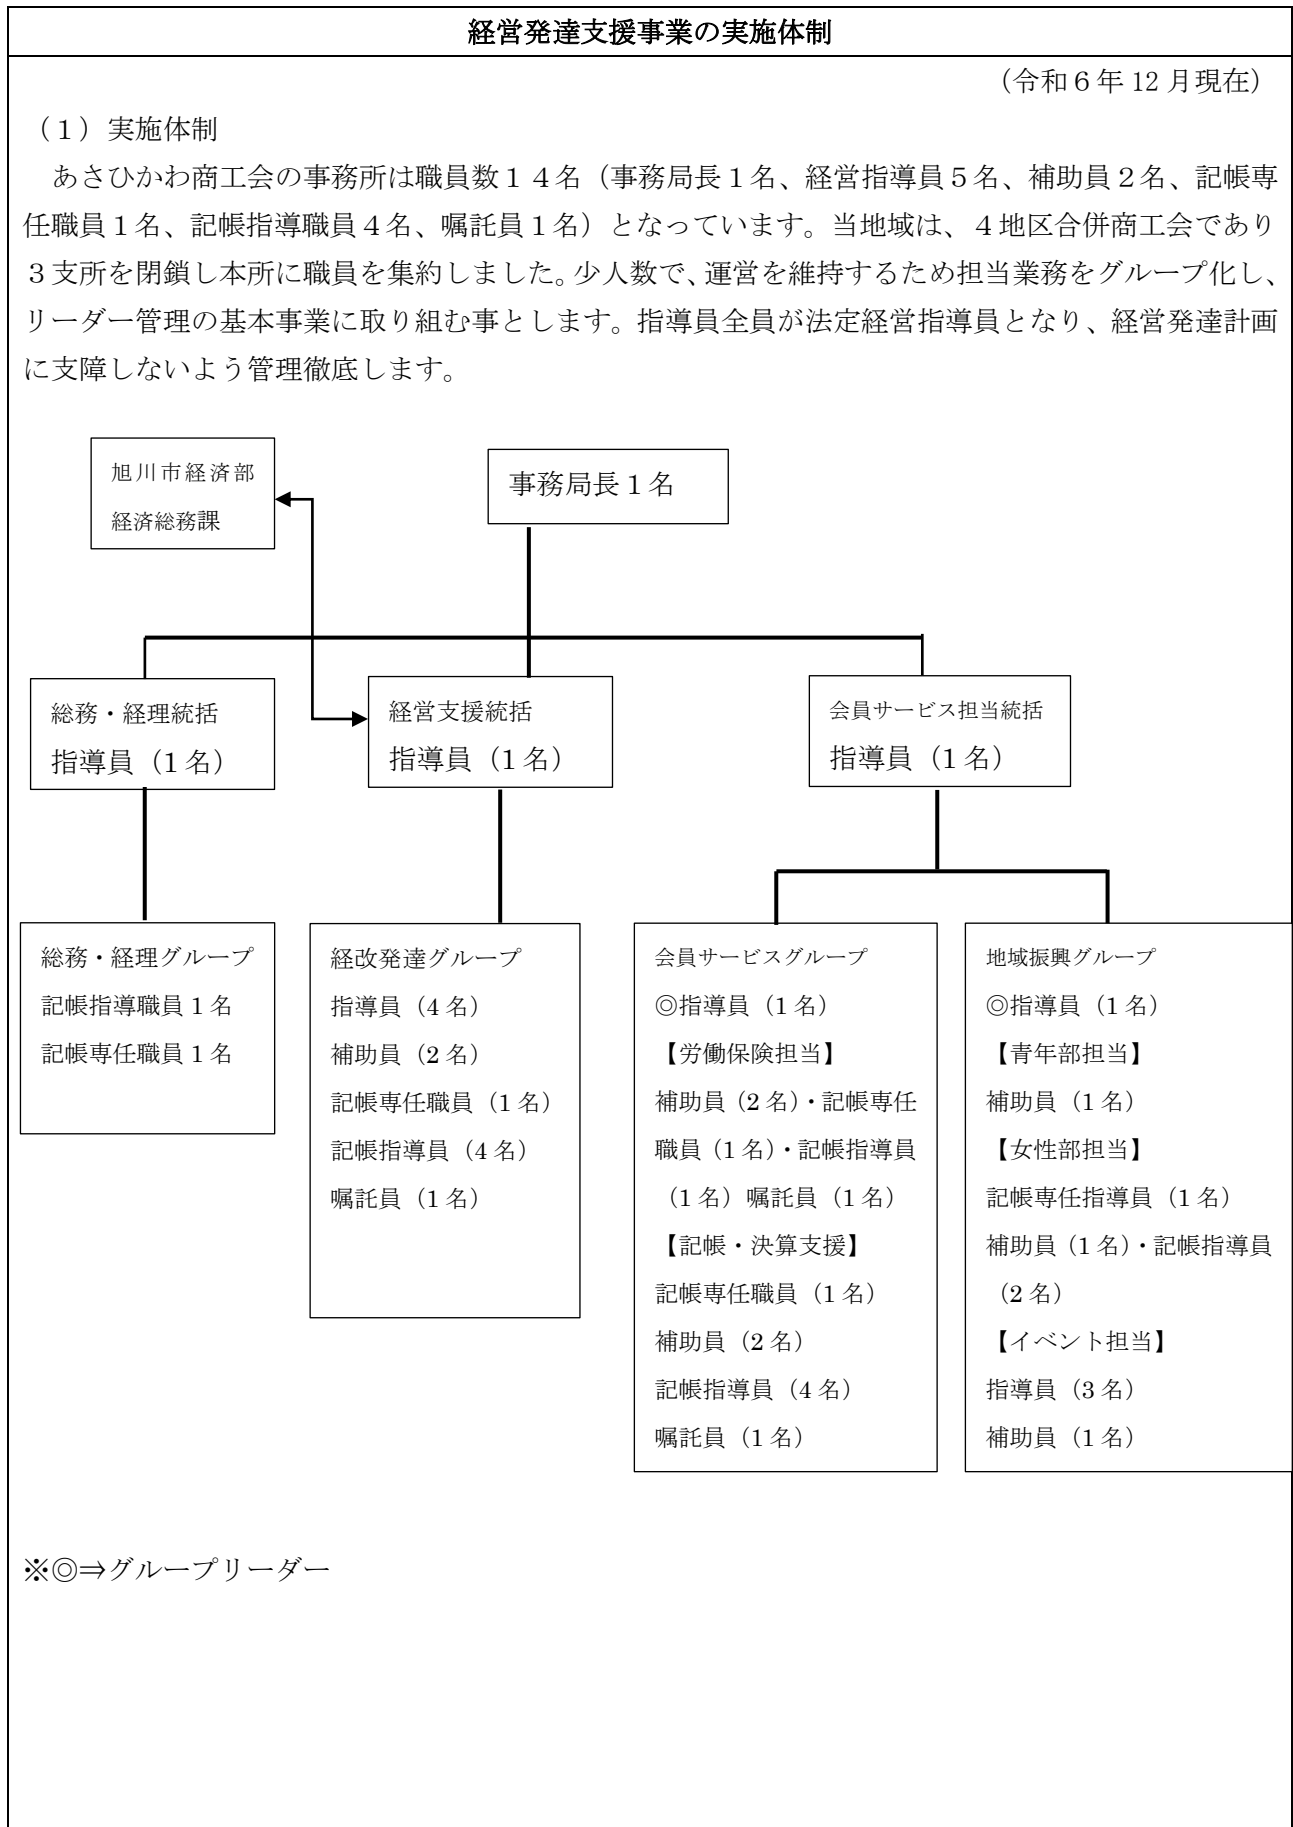 経営発達支援事業の実施体制
（令和６年 12 月現在）
（１）実施体制
あさひかわ商工会の事務所は職員数１４名（事務局長１名、経営指導員５名、補助員２名、記帳専
任職員１名、記帳指導職員４名、嘱託員１名）となっています。当地域は、４地区合併商工会であり
３支所を閉鎖し本所に職員を集約しました。少人数で、運営を維持するため担当業務をグループ化し、
リーダー管理の基本事業に取り組む事とします。指導員全員が法定経営指導員となり、経営発達計画
に支障しないよう管理徹底します。
旭川市経済部
経済総務課
事務局長１名
総務・経理統括
指導員（1 名）
経営支援統括
指導員（1 名）
会員サービス担当統括
指導員（1 名）
総務・経理グループ
記帳指導職員 1 名
記帳専任職員 1 名
経改発達グループ
指導員（4 名）
補助員（2 名）
記帳専任職員（1 名）
記帳指導員（4 名）
嘱託員（1 名）
会員サービスグループ
◎指導員（1 名）
【労働保険担当】
補助員（2 名）・記帳専任
職員（1 名）・記帳指導員
（1 名）嘱託員（1 名）
【記帳・決算支援】
記帳専任職員（1 名）
補助員（2 名）
記帳指導員（4 名）
嘱託員（1 名）
地域振興グループ
◎指導員（1 名）
【青年部担当】
補助員（1 名）
【女性部担当】
記帳専任指導員（1 名）
補助員（1 名）・記帳指導員
（2 名）
【イベント担当】
指導員（3 名）
補助員（1 名）
※◎⇒グループリーダー